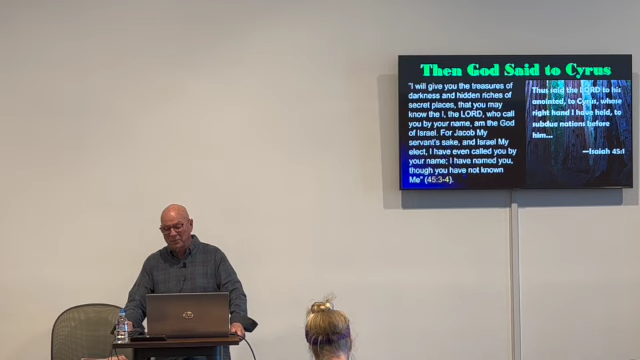 Then God Said to Cyrus
"I will give you the treasures of
darkness and hidden riches of
secret places, that you may
know the I, the LORD, who call
you by your name, am the God
of Israel. For Jacob My
servant's sake, and Israel My
elect, I have even called you by
your name; I have named you,
though you have not known
Me" (45:3-4).
Thus said the LORD to his
anointed, to Cyrus, whose
right hand I have held, to
subdue nations before
him...
—Isaiah 45:1
hp